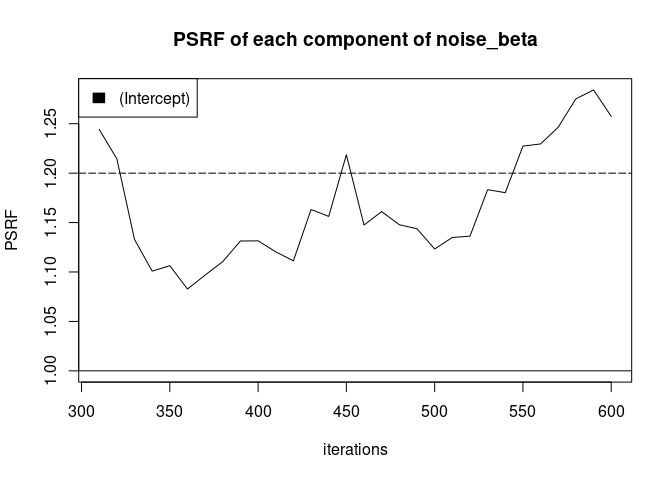 PSRF of each component of noise_beta
(Intercept)
PSRF
1.25
1.20
1.15
1.10
1.05
1.00
300 350 400 450 500 550 600
iterations